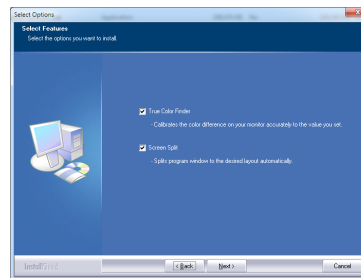 Select Options
Select Features
Select the options you want to install.
True Color Finder
- Calibrates the color difference on your monitor accurately to the value you set.
Screen Split
- Splits program window to the desired layout automatically.
< Back
Next >
Cancel